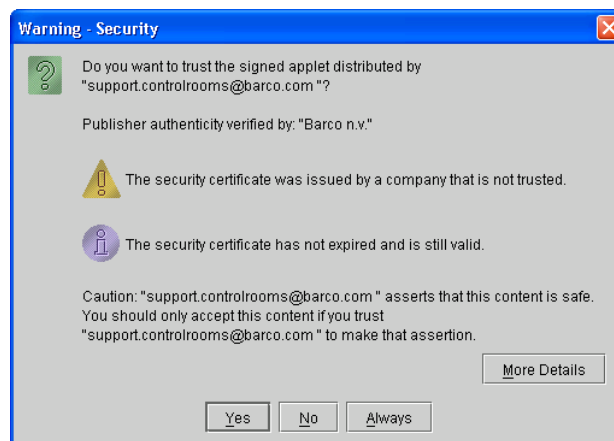 Warning - Security
Do you want to trust the signed applet distributed by
"support.controlrooms@barco.com "?
Publisher authenticity verified by: "Barco n.v."
The security certificate was issued by a company that is not trusted.
The security certificate has not expired and is still valid.
Caution: "support.controlrooms@barco.com " asserts that this content is safe.
You should only accept this content if you trust
"support.controlrooms@barco.com " to make that assertion.
More Details
Yes No Always